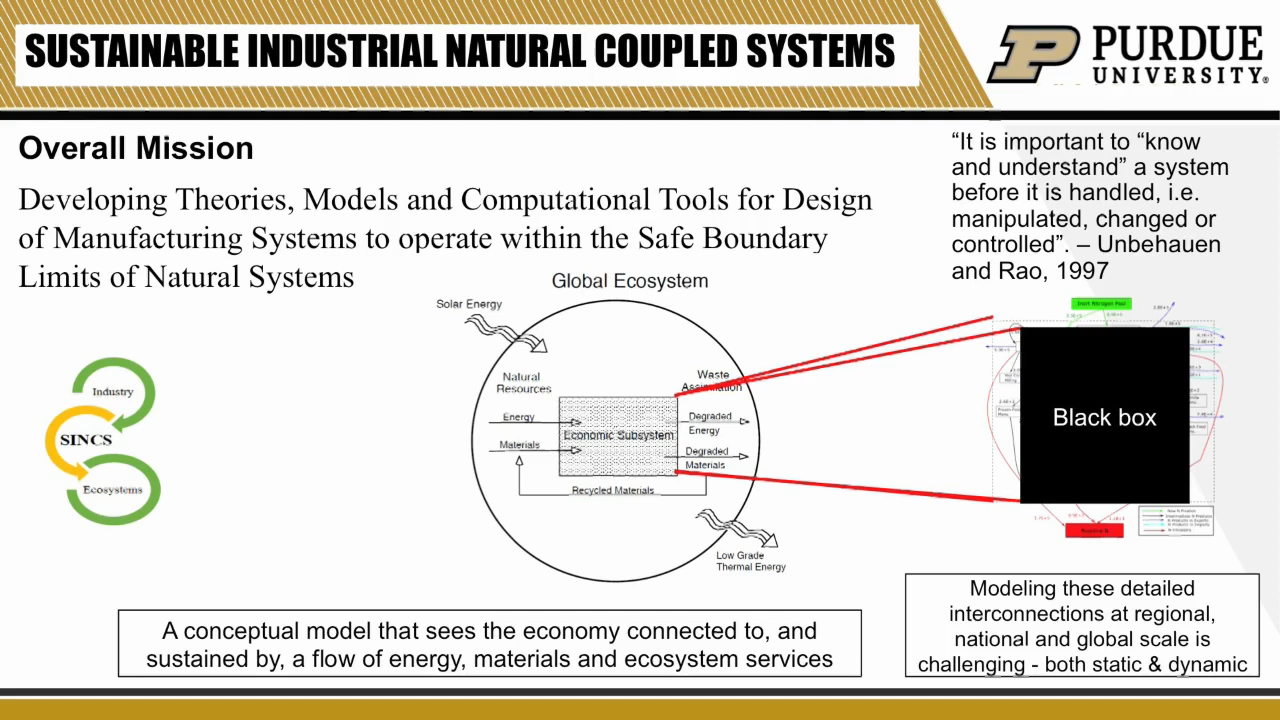 SUSTAINABLE INDUSTRIAL NATURAL COUPLED SYSTEMS
PURDUE
UNIVERSITY®
Overall Mission
Developing Theories, Models and Computational Tools for Design
of Manufacturing Systems to operate within the Safe Boundary
Limits of Natural Systems
“It is important to “know
and understand” a system
before it is handled, i.e.
manipulated, changed or
controlled”. – Unbehauen
and Rao, 1997
Industry
SINCS
Ecosystems
Global Ecosystem
Solar Energy
Natural
Resources
Waste
Assimilation
Energy
Materials
Economic Subsystem
Degraded
Energy
Degraded
Materials
Recycled Materials
Low Grade
Thermal Energy
Inert Nitrogen Pool
Black box
A conceptual model that sees the economy connected to, and
sustained by, a flow of energy, materials and ecosystem services
Modeling these detailed
interconnections at regional,
national and global scale is
challenging - both static & dynamic